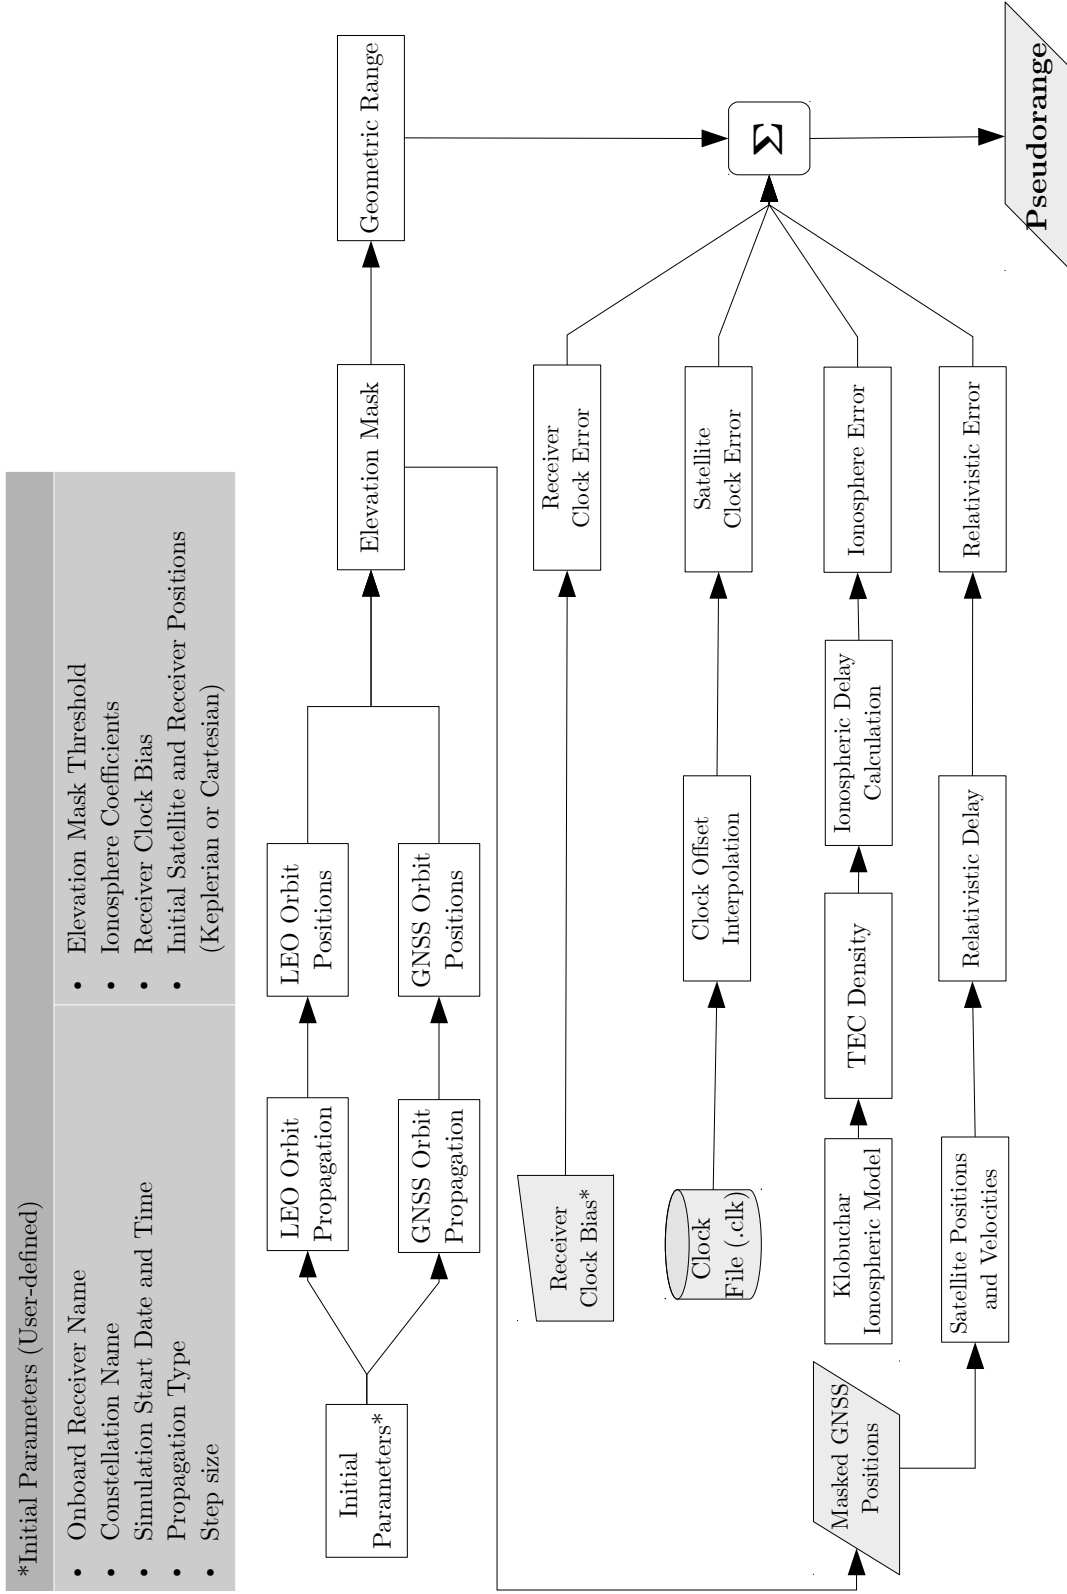 *Initial Parameters (User-defined)
• Onboard Receiver Name
• Constellation Name
• Simulation Start Date and Time
• Propagation Type
• Step size
• Elevation Mask Threshold
• Ionosphere Coefficients
• Receiver Clock Bias
• Initial Satellite and Receiver Positions
(Keplerian or Cartesian)
Initial
Parameters*
LEO Orbit
Propagation
LEO Orbit
Positions
GNSS Orbit
Propagation
GNSS Orbit
Positions
Elevation Mask
Geometric Range
Receiver
Clock Bias*
Receiver
Clock Error
Clock
File (.clk)
Clock Offset
Interpolation
Satellite
Clock Error
Σ
Klobuchar
Ionospheric Model
TEC Density
Ionospheric Delay
Calculation
Ionosphere Error
Masked GNSS
Positions
Satellite Positions
and Velocities
Relativistic Delay
Relativistic Error
Pseudorange